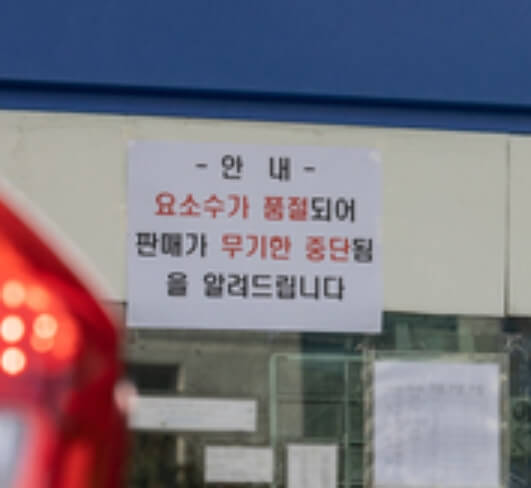 - 안 내 -
요소수가 품절되어
판매가 무기한 중단됨
을 알려드립니다